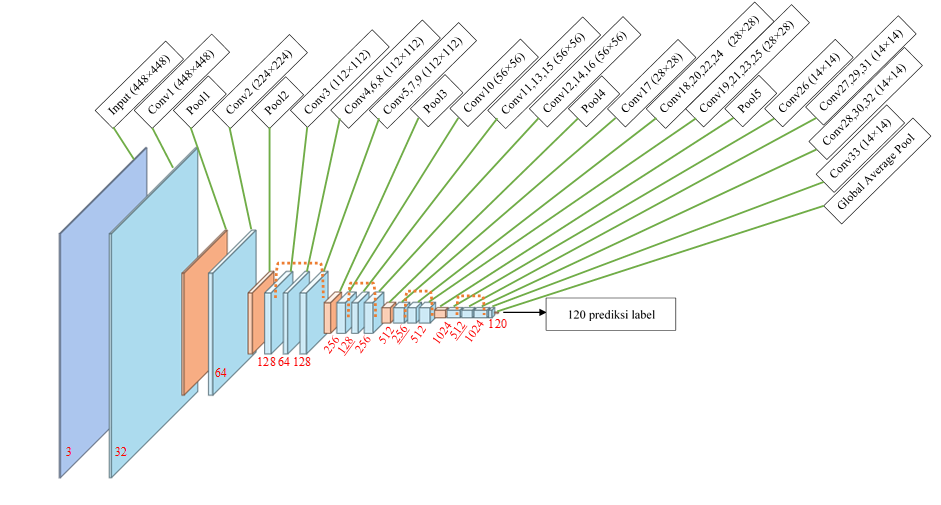 Input (448×448)
Conv1 (448×448)
Pool1
Conv2 (224×224)
Pool2
Conv3 (112×112)
Conv4,6,8 (112×112)
Conv5,7,9 (112×112)
Pool3
Conv10 (56×56)
Conv11,13,15 (56×56)
Conv12,14,16 (56×56)
Pool4
Conv17 (28×28)
Conv18,20,22,24 (28×28)
Conv19,21,23,25 (28×28)
Pool5
Conv26 (14×14)
Conv27,29,31 (14×14)
Conv28,30,32 (14×14)
Conv33 (14×14)
Global Average Pool
3
32
64
128
64
128
256
128
256
512
256
512
1024
512
1024
120
120 prediksi label